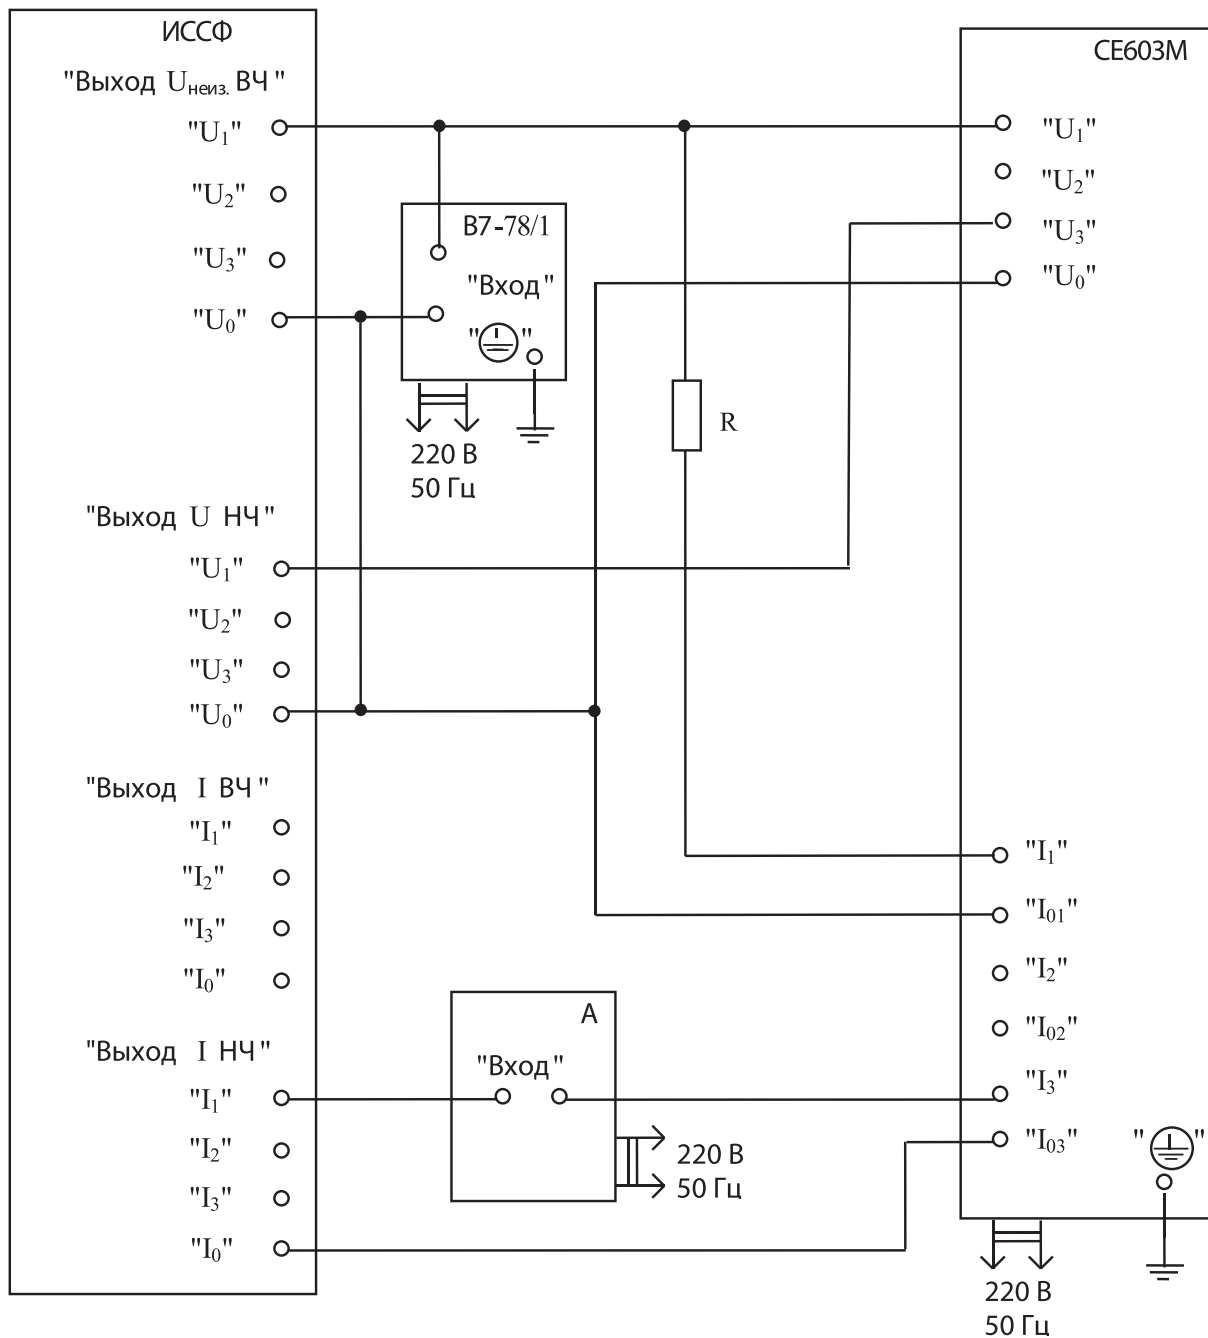 ИССФ
"Выход Uнеиз. ВЧ"
"U1"
"U2"
"U3"
"U0"
В7-78/1
"Вход"
" "
220 В
50 Гц
"Выход U НЧ"
"U1"
"U2"
"U3"
"U0"
"Выход I ВЧ"
"I1"
"I2"
"I3"
"I0"
"Выход I НЧ"
"I1"
"I2"
"I3"
"I0"
R
А
"Вход"
220 В
50 Гц
СЕ603М
"U1"
"U2"
"U3"
"U0"
"I1"
"I01"
"I2"
"I02"
"I3"
"I03"
" "
220 В
50 Гц